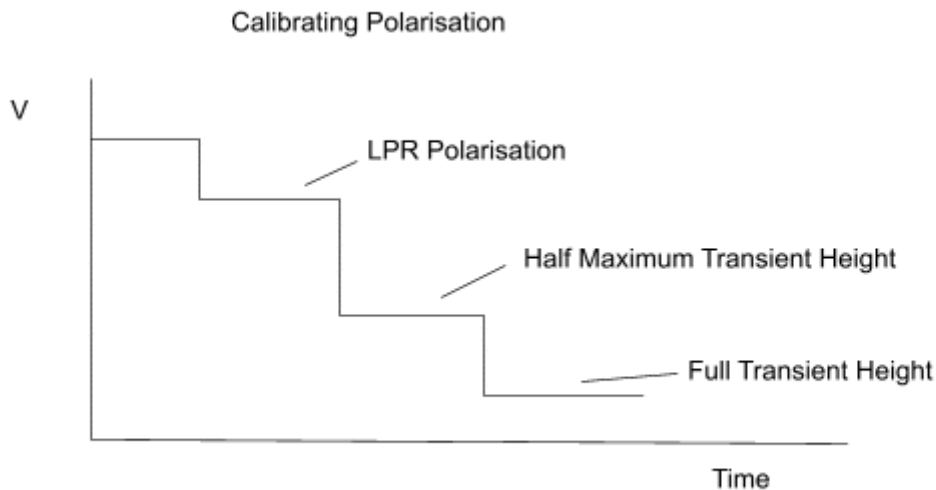 Calibrating Polarisation
V
LPR Polarisation
Half Maximum Transient Height
Full Transient Height
Time